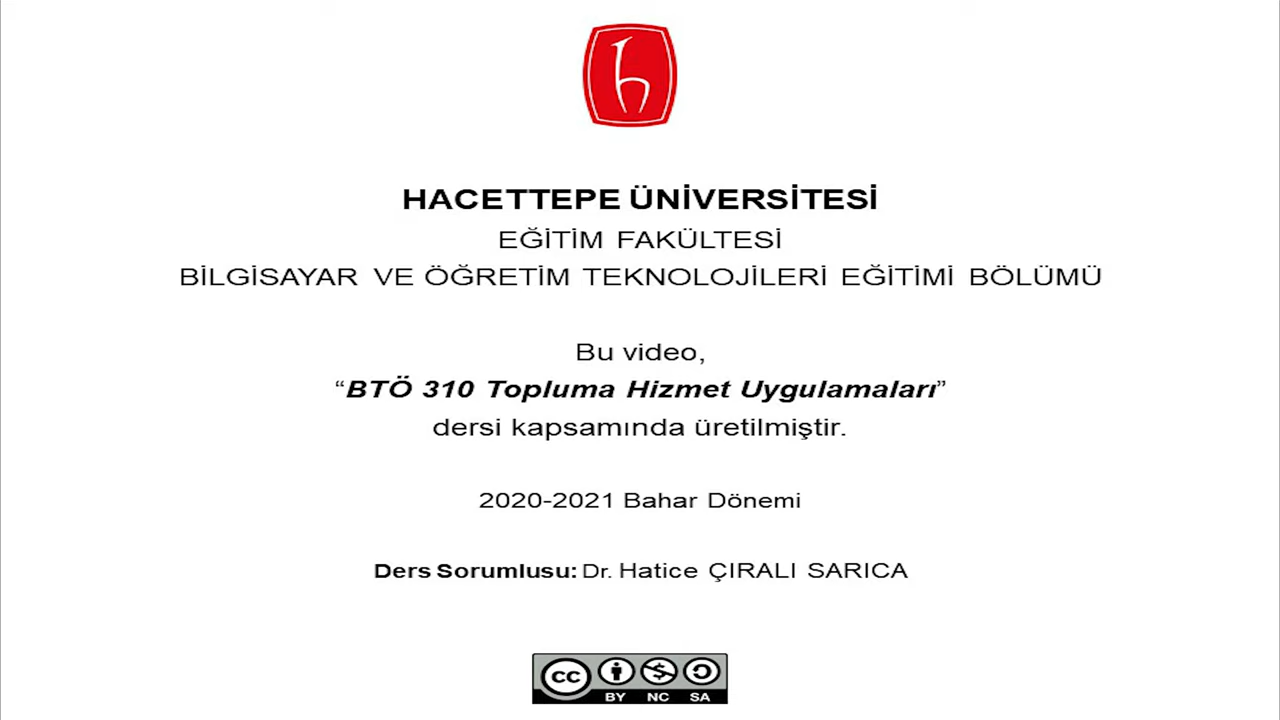 HACETTEPE ÜNİVERSİTESİ
EĞİTİM FAKÜLTESİ
BİLGİSAYAR VE ÖĞRETİM TEKNOLOJİLERİ EĞİTİMİ BÖLÜMÜ
Bu video,
“BTÖ 310 Topluma Hizmet Uygulamaları”
dersi kapsamında üretilmiştir.
2020-2021 Bahar Dönemi
Ders Sorumlusu: Dr. Hatice ÇIRALI SARICA
CC
BY NC SA